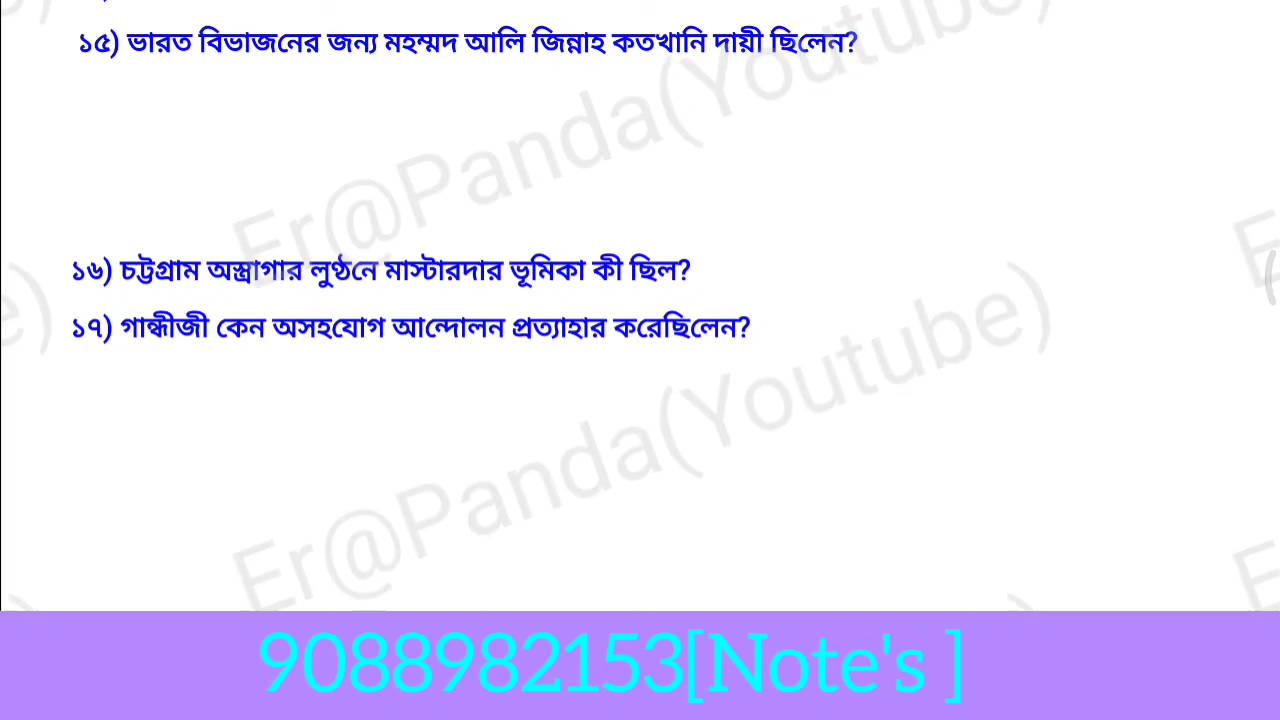 ১৫) ভারত বিভাজনের জন্য মহম্মদ আলি জিন্নাহ কতখানি দায়ী ছিলেন?
Er@Panda(Youtube)
১৬) চট্টগ্রাম অস্ত্রাগার লুণ্ঠনে মাস্টারদার ভূমিকা কী ছিল?
১৭) গান্ধীজী কেন অসহযোগ আন্দোলন প্রত্যাহার করেছিলেন?
Er@Panda(Youtube)
9088982153[Note's ]